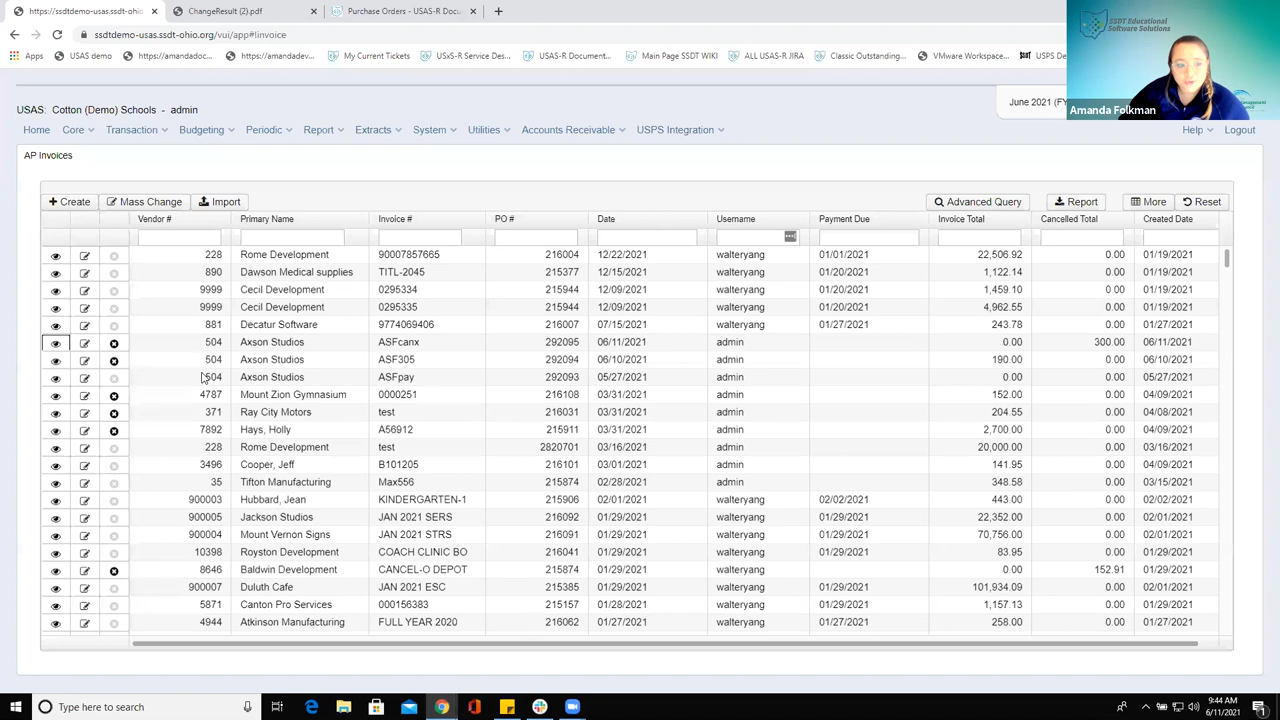 https://ssdtdemo-usas.ssdt-ohio
ChangeResult (2).pdf
Purchase Orders - USAS-R Docu
ssdtdemo-usas.ssdt-ohio.org/vui/app#!invoice
Apps
USAS demo
https://amandadoc...
https://amandadev...
My Current Tickets
USxS-R Service Des...
USAS-R Document...
Main Page SSDT WIKI
ALL USAS-R JIRA
Classic Outstanding...
VMware Workspace...
USPS De
SSDT Educational
Software Solutions
Amanda Folkman
USAS: Cotton (Demo) Schools - admin
June 2021 (FY
Home Core Transaction Budgeting Periodic Report Extracts System Utilities Accounts Receivable USPS Integration Help Logout
AP Invoices
Create Mass Change Import Advanced Query Report More Reset
Vendor # Primary Name Invoice # PO # Date Username Payment Due Invoice Total Cancelled Total Created Date
228 Rome Development 90007857665 216004 12/22/2021 walteryang 01/01/2021 22,506.92 0.00 01/19/2021
890 Dawson Medical supplies TITL-2045 215377 12/15/2021 walteryang 01/20/2021 1,122.14 0.00 01/19/2021
9999 Cecil Development 0295334 215944 12/09/2021 walteryang 01/20/2021 1,459.10 0.00 01/19/2021
9999 Cecil Development 0295335 215944 12/09/2021 walteryang 01/20/2021 4,962.55 0.00 01/19/2021
881 Decatur Software 9774069406 216007 07/15/2021 walteryang 01/27/2021 243.78 0.00 01/27/2021
504 Axson Studios ASFcanx 292095 06/11/2021 admin 0.00 300.00 06/11/2021
504 Axson Studios ASF305 292094 06/10/2021 admin 190.00 0.00 06/10/2021
504 Axson Studios ASFpay 292093 05/27/2021 admin 0.00 0.00 05/27/2021
4787 Mount Zion Gymnasium 0000251 216108 03/31/2021 admin 152.00 0.00 04/09/2021
371 Ray City Motors test 216031 03/31/2021 admin 204.55 0.00 04/08/2021
7892 Hays, Holly A56912 215911 03/31/2021 admin 2,700.00 0.00 04/09/2021
228 Rome Development test 2820701 03/16/2021 admin 20,000.00 0.00 03/16/2021
3496 Cooper, Jeff B101205 216101 03/01/2021 admin 141.95 0.00 04/09/2021
35 Tifton Manufacturing Max556 215874 02/28/2021 admin 348.58 0.00 03/15/2021
900003 Hubbard, Jean KINDERGARTEN-1 215906 02/01/2021 walteryang 02/02/2021 443.00 0.00 02/02/2021
900005 Jackson Studios JAN 2021 SERS 216092 01/29/2021 walteryang 01/29/2021 22,352.00 0.00 02/01/2021
900004 Mount Vernon Signs JAN 2021 STRS 216091 01/29/2021 walteryang 01/29/2021 70,756.00 0.00 02/01/2021
10398 Royston Development COACH CLINIC BO 216041 01/29/2021 walteryang 01/29/2021 83.95 0.00 01/29/2021
8646 Baldwin Development CANCEL-O DEPOT 215874 01/29/2021 walteryang 0.00 152.91 01/29/2021
900007 Duluth Cafe JAN 2021 ESC 215385 01/29/2021 walteryang 01/29/2021 101,934.09 0.00 02/01/2021
5871 Canton Pro Services 000156383 215157 01/28/2021 walteryang 01/29/2021 1,157.13 0.00 01/29/2021
4944 Atkinson Manufacturing FULL YEAR 2020 216062 01/27/2021 walteryang 01/27/2021 258.00 0.00 01/29/2021
Type here to search
9:44 AM
6/11/2021